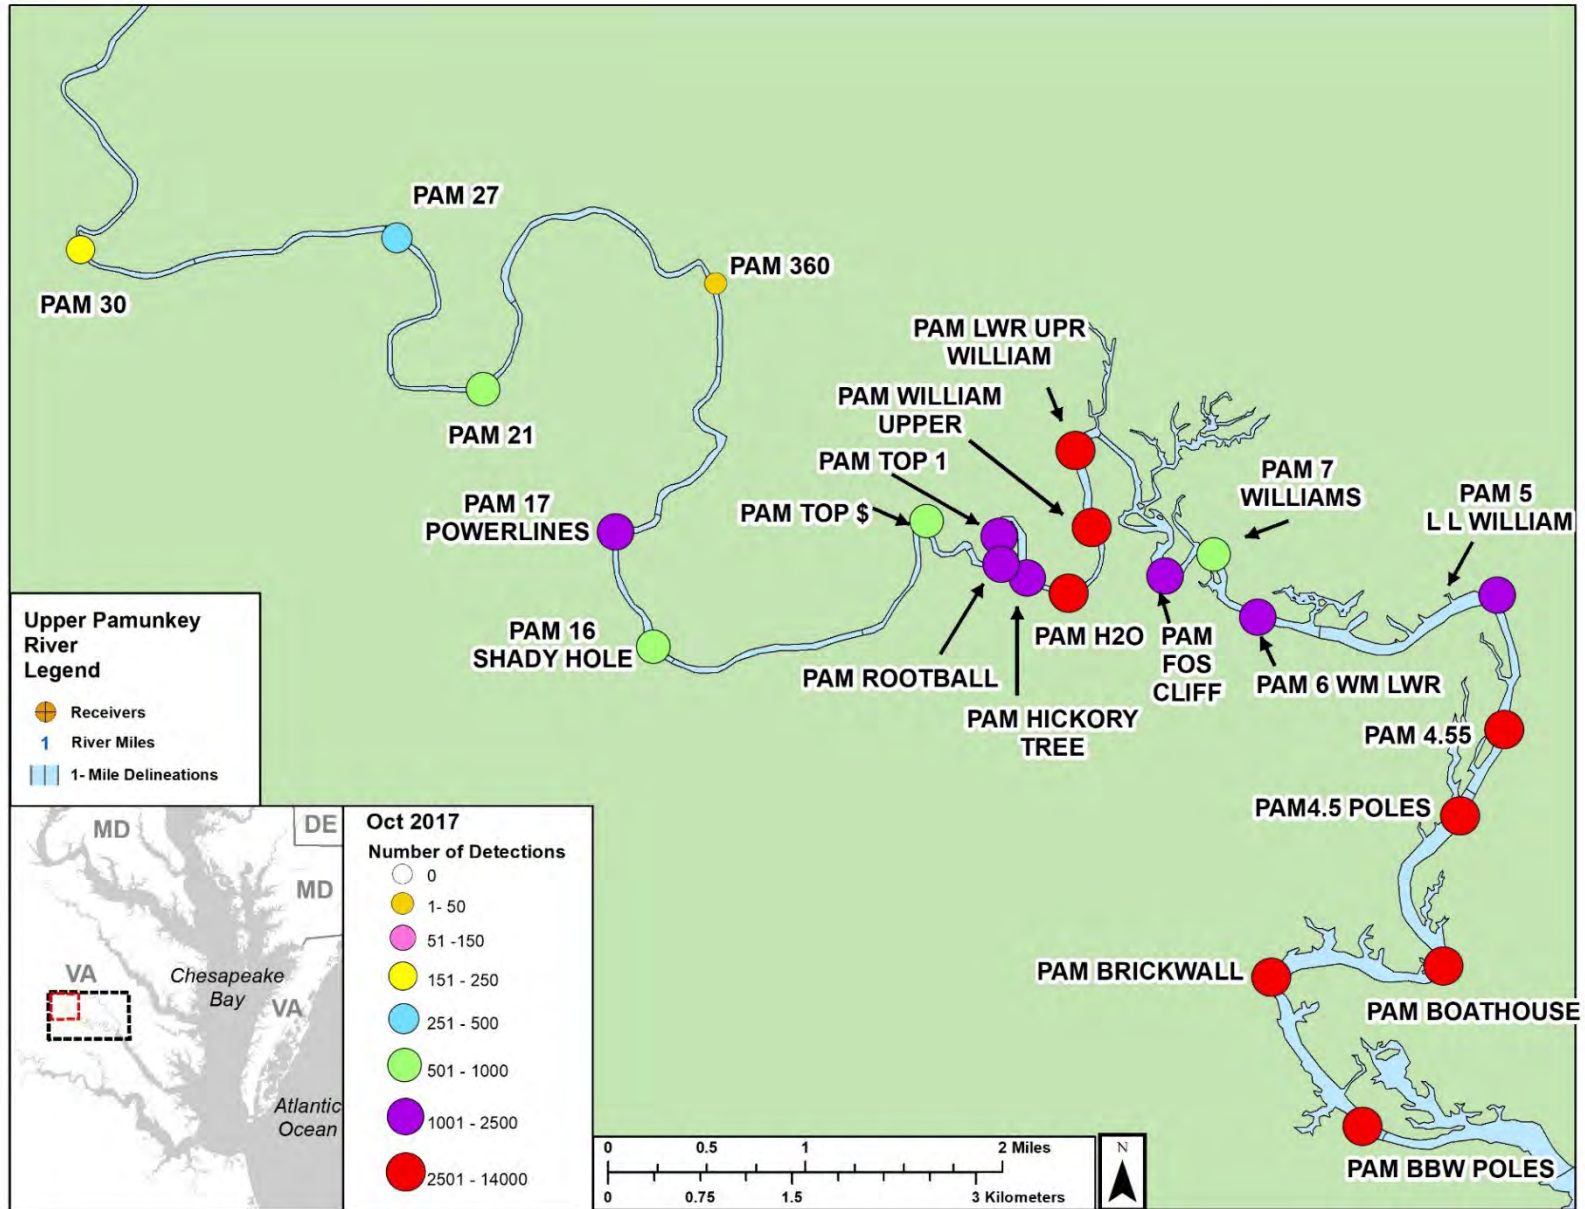 PAM 27
PAM 360
PAM 30
PAM LWR UPR
WILLIAM
PAM WILLIAM
UPPER
PAM 21
PAM TOP 1
PAM 7
WILLIAMS
PAM 5
L L WILLIAM
PAM 17
POWERLINES
PAM TOP $
PAM 16
SHADY HOLE
PAM H2O
PAM
FOS
CLIFF
PAM ROOTBALL
PAM 6 WM LWR
PAM HICKORY
TREE
PAM 4.55
PAM4.5 POLES
PAM BRICKWALL
PAM BOATHOUSE
PAM BBW POLES
Upper Pamunkey
River
Legend
Receivers
1 River Miles
1- Mile Delineations
MD
DE
MD
VA
Chesapeake
Bay
VA
Atlantic
Ocean
Oct 2017
Number of Detections
0
1- 50
51 -150
151 - 250
251 - 500
501 - 1000
1001 - 2500
2501 - 14000
0 0.5 1 2 Miles
0 0.75 1.5 3 Kilometers
N